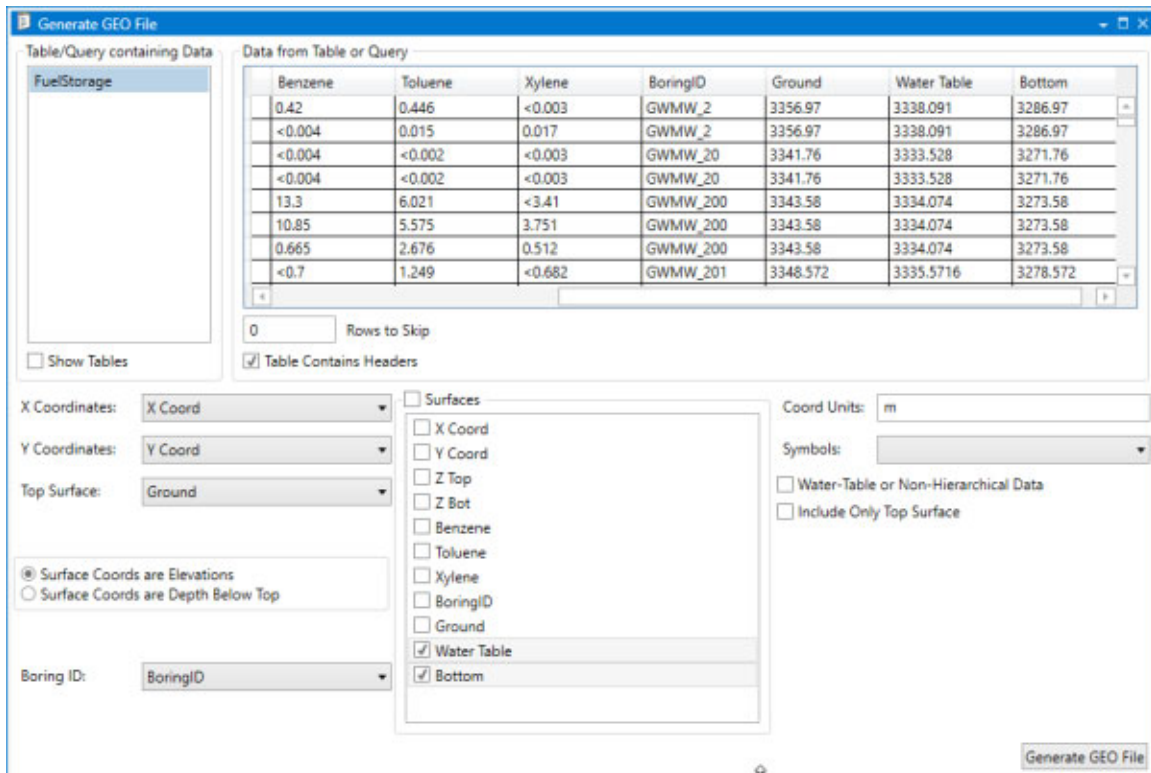 Generate GEO File
Table/Query containing Data
FuelStorage
Show Tables
Data from Table or Query
Benzene Toluene Xylene BoringID Ground Water Table Bottom
0.42 0.446 <0.003 GWMW_2 3356.97 3338.091 3286.97
<0.004 0.015 0.017 GWMW_2 3356.97 3338.091 3286.97
<0.004 <0.002 <0.003 GWMW_20 3341.76 3333.528 3271.76
<0.004 <0.002 <0.003 GWMW_20 3341.76 3333.528 3271.76
13.3 6.021 <3.41 GWMW_200 3343.58 3334.074 3273.58
10.85 5.575 3.751 GWMW_200 3343.58 3334.074 3273.58
0.665 2.676 0.512 GWMW_200 3343.58 3334.074 3273.58
<0.7 1.249 <0.682 GWMW_201 3348.572 3335.5716 3278.572
0 Rows to Skip
Table Contains Headers
X Coordinates: X Coord
Y Coordinates: Y Coord
Top Surface: Ground
Surface Coords are Elevations
Surface Coords are Depth Below Top
Boring ID: BoringID
Surfaces
X Coord
Y Coord
Z Top
Z Bot
Benzene
Toluene
Xylene
BoringID
Ground
Water Table
Bottom
Coord Units: m
Symbols:
Water-Table or Non-Hierarchical Data
Include Only Top Surface
Generate GEO File